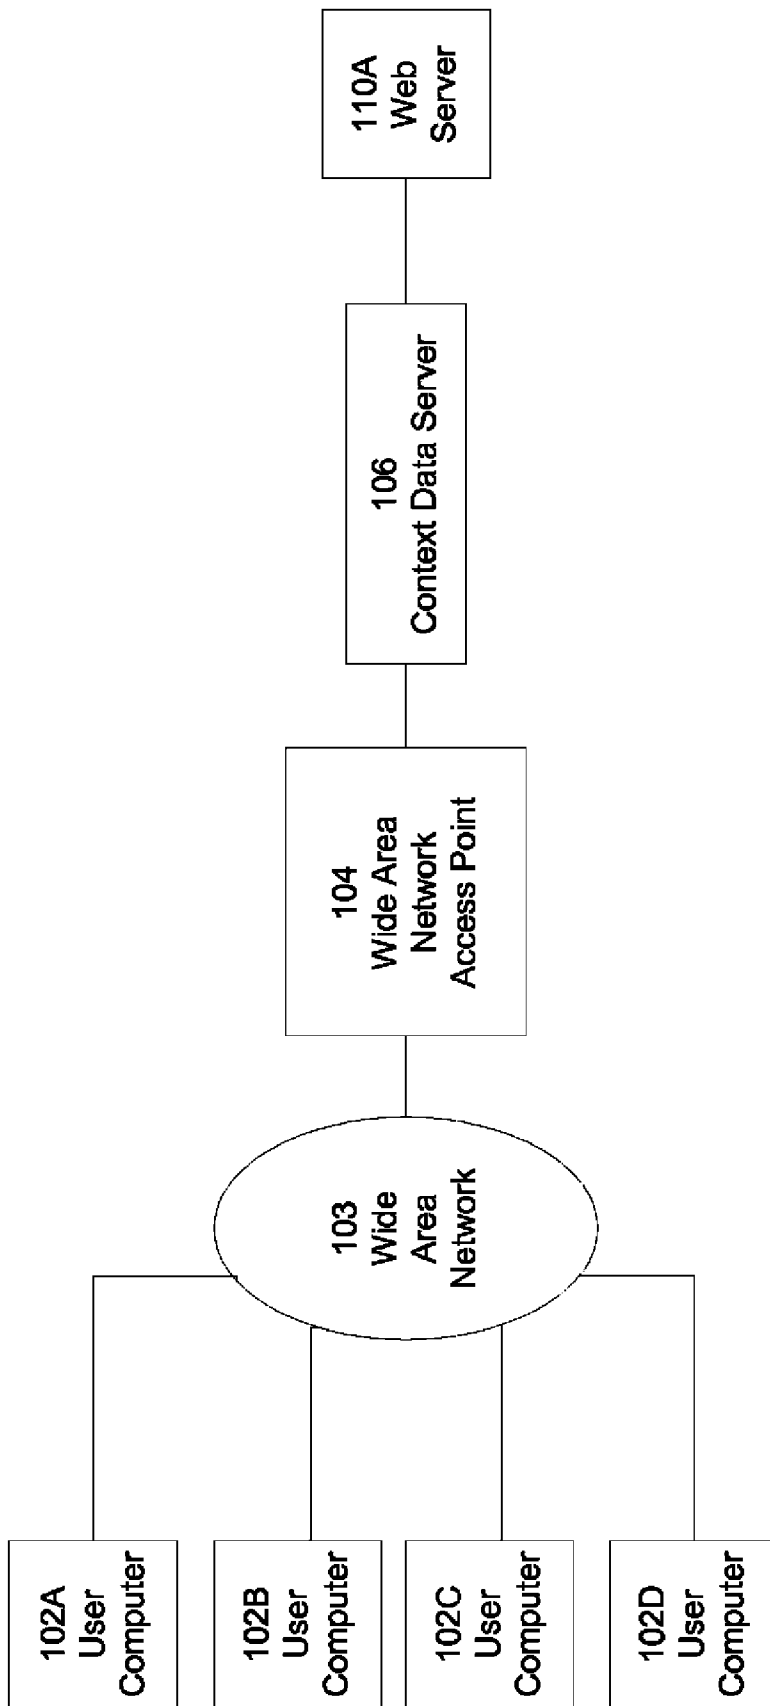 102A
User
Computer
102B
User
Computer
102C
User
Computer
102D
User
Computer
103
Wide
Area
Network
104
Wide Area
Network
Access Point
106
Context Data Server
110A
Web
Server